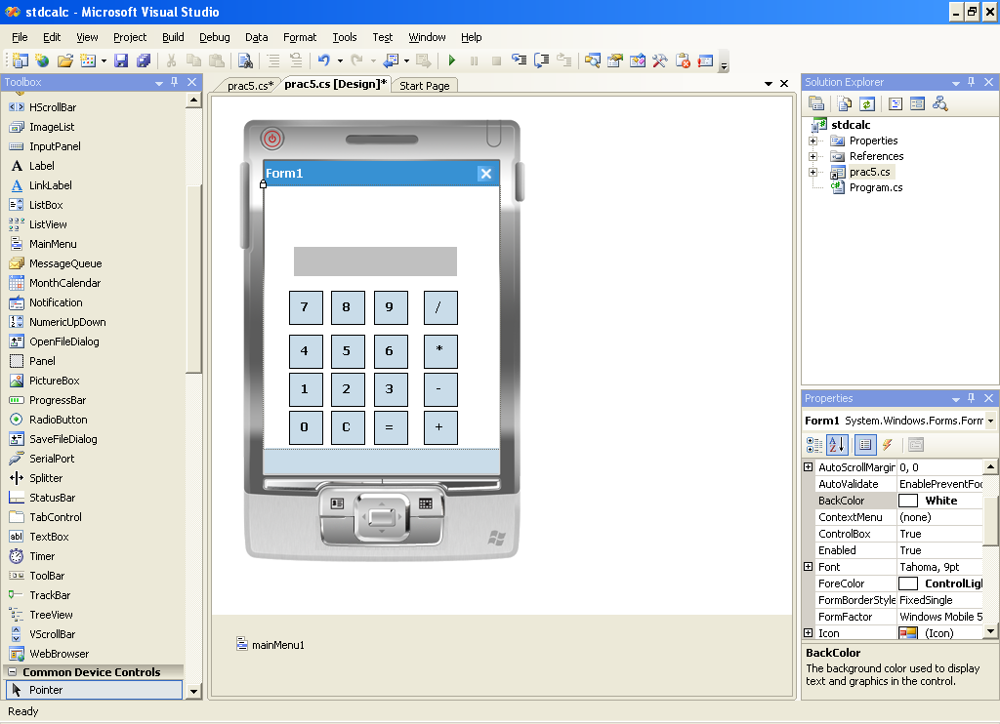 stdcalc - Microsoft Visual Studio
File Edit View Project Build Debug Data Format Tools Test Window Help
Toolbox
HScrollBar
ImageList
InputPanel
Label
LinkLabel
ListBox
ListView
MainMenu
MessageQueue
MonthCalendar
Notification
NumericUpDown
OpenFileDialog
Panel
PictureBox
ProgressBar
RadioButton
SaveFileDialog
SerialPort
Splitter
StatusBar
TabControl
TextBox
Timer
ToolBar
TrackBar
TreeView
VScrollBar
WebBrowser
Common Device Controls
Pointer
prac5.cs* prac5.cs [Design]* Start Page
Form1
7 8 9 /
4 5 6 *
1 2 3 -
0 C = +
mainMenu1
Solution Explorer
stdcalc
Properties
References
prac5.cs
Program.cs
Properties
Form1 System.Windows.Forms.Form
AutoScrollMargin 0, 0
AutoValidate EnablePreventFoc
BackColor White
ContextMenu (none)
ControlBox True
Enabled True
Font Tahoma, 9pt
ForeColor ControlLigh
FormBorderStyle FixedSingle
FormFactor Windows Mobile 5
Icon (Icon)
BackColor
The background color used to display
text and graphics in the control.
Ready